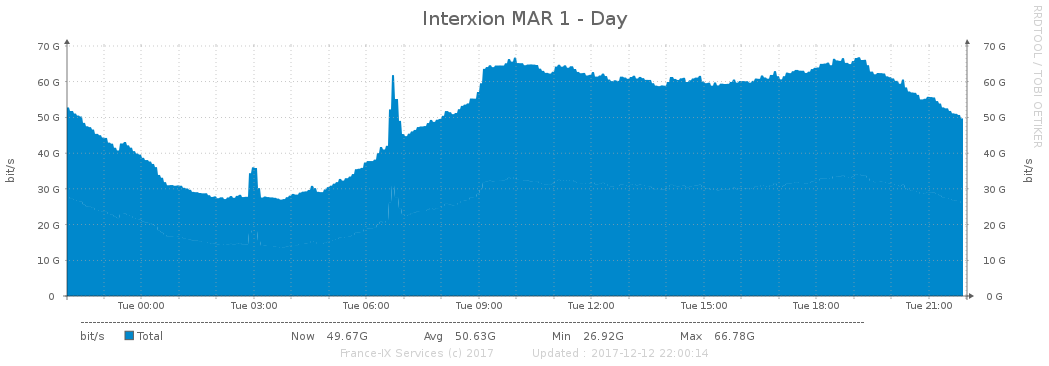 Interxion MAR 1 - Day
RRDTOOL / TOBI OETIKER
70 G 70 G
60 G 60 G
50 G 50 G
40 G 40 G
30 G 30 G
20 G 20 G
10 G 10 G
0 0 G
bit/s bit/s
Tue 00:00 Tue 03:00 Tue 06:00 Tue 09:00 Tue 12:00 Tue 15:00 Tue 18:00 Tue 21:00
bit/s Total Now 49.67G Avg 50.63G Min 26.92G Max 66.78G
France-IX Services (c) 2017 Updated : 2017-12-12 22:00:14